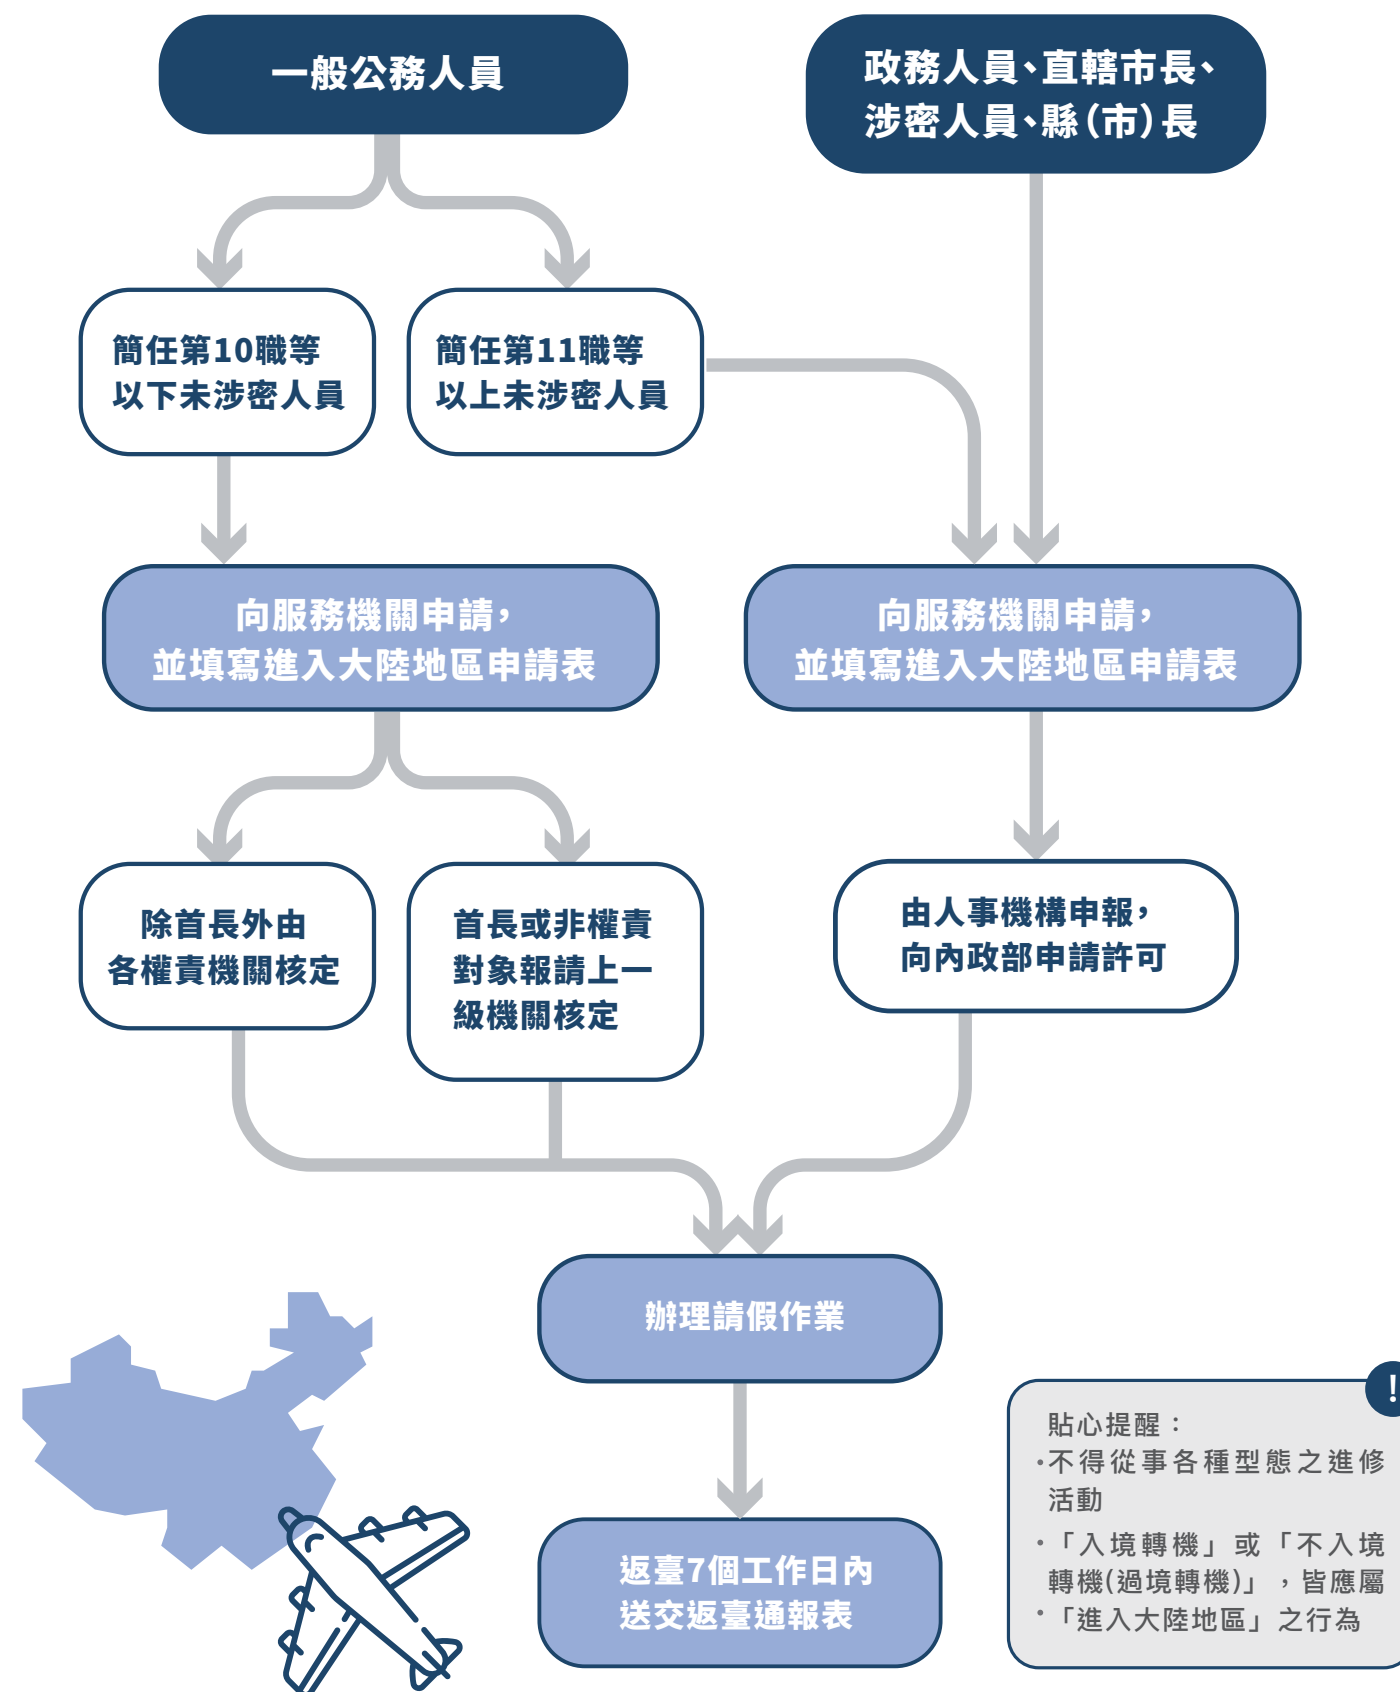 一般公務人員
政務人員、直轄市長、
涉密人員、縣(市)長
簡任第10職等
以下未涉密人員
簡任第11職等
以上未涉密人員
向服務機關申請，
並填寫進入大陸地區申請表
向服務機關申請，
並填寫進入大陸地區申請表
除首長外由
各權責機關核定
首長或非權責
對象報請上一
級機關核定
由人事機構申報，
向內政部申請許可
辦理請假作業
返臺7個工作日內
送交返臺通報表
!
貼心提醒：
·不得從事各種型態之進修
活動
·「入境轉機」或「不入境
轉機(過境轉機)」，皆應屬
·「進入大陸地區」之行為